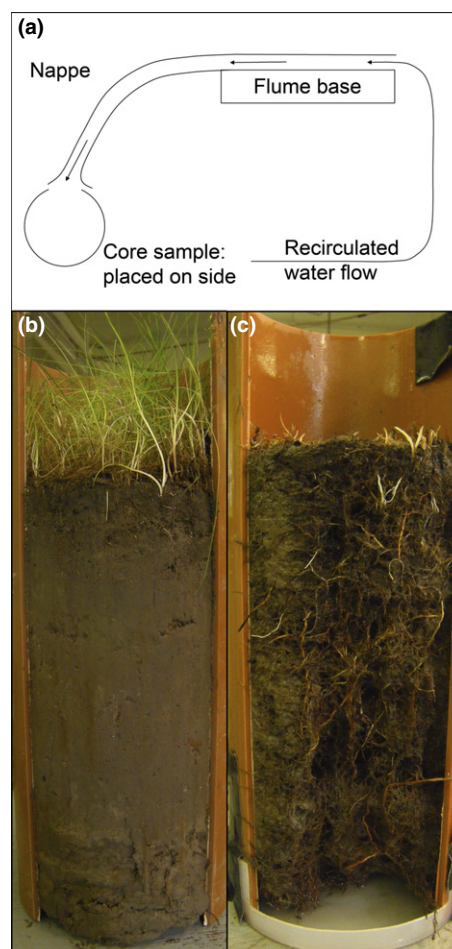 (a)
Nappe
Flume base
Core sample:
placed on side
Recirculated
water flow
(b)
(c)